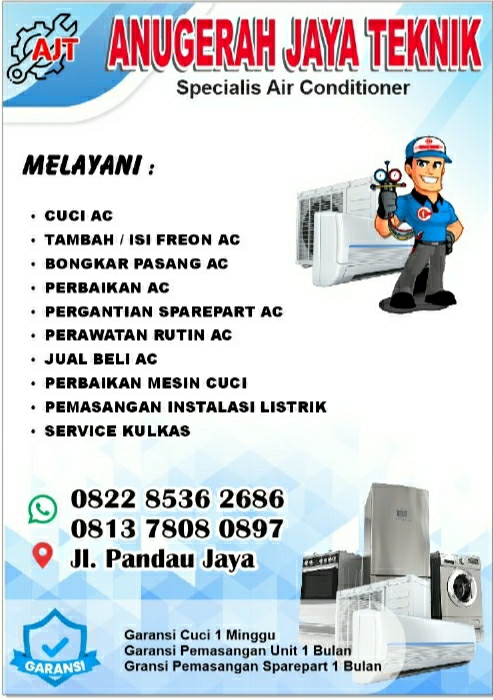 AJT
ANUGERAH JAYA TEKNIK
Specialis Air Conditioner
MELAYANI :
• CUCI AC
• TAMBAH / ISI FREON AC
• BONGKAR PASANG AC
• PERBAIKAN AC
• PERGANTIAN SPAREPART AC
• PERAWATAN RUTIN AC
• JUAL BELI AC
• PERBAIKAN MESIN CUCI
• PEMASANGAN INSTALASI LISTRIK
• SERVICE KULKAS
0822 8536 2686
0813 7808 0897
Jl. Pandau Jaya
GARANSI
Garansi Cuci 1 Minggu
Garansi Pemasangan Unit 1 Bulan
Gransi Pemasangan Sparepart 1 Bulan